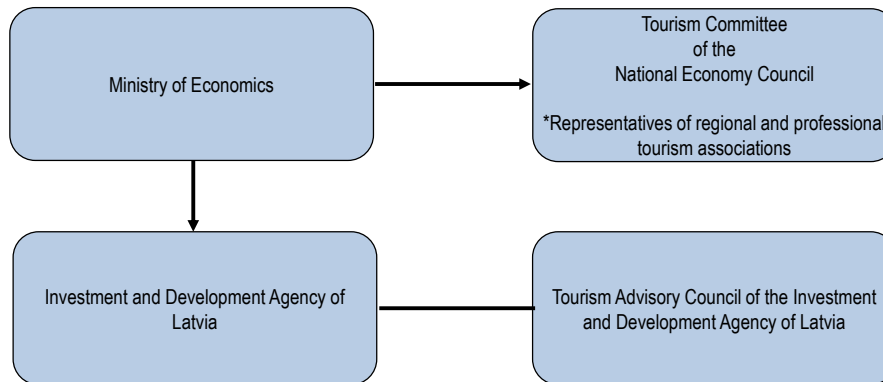 Ministry of Economics
Tourism Committee
of the
National Economy Council
*Representatives of regional and professional
tourism associations
Investment and Development Agency of
Latvia
Tourism Advisory Council of the Investment
and Development Agency of Latvia